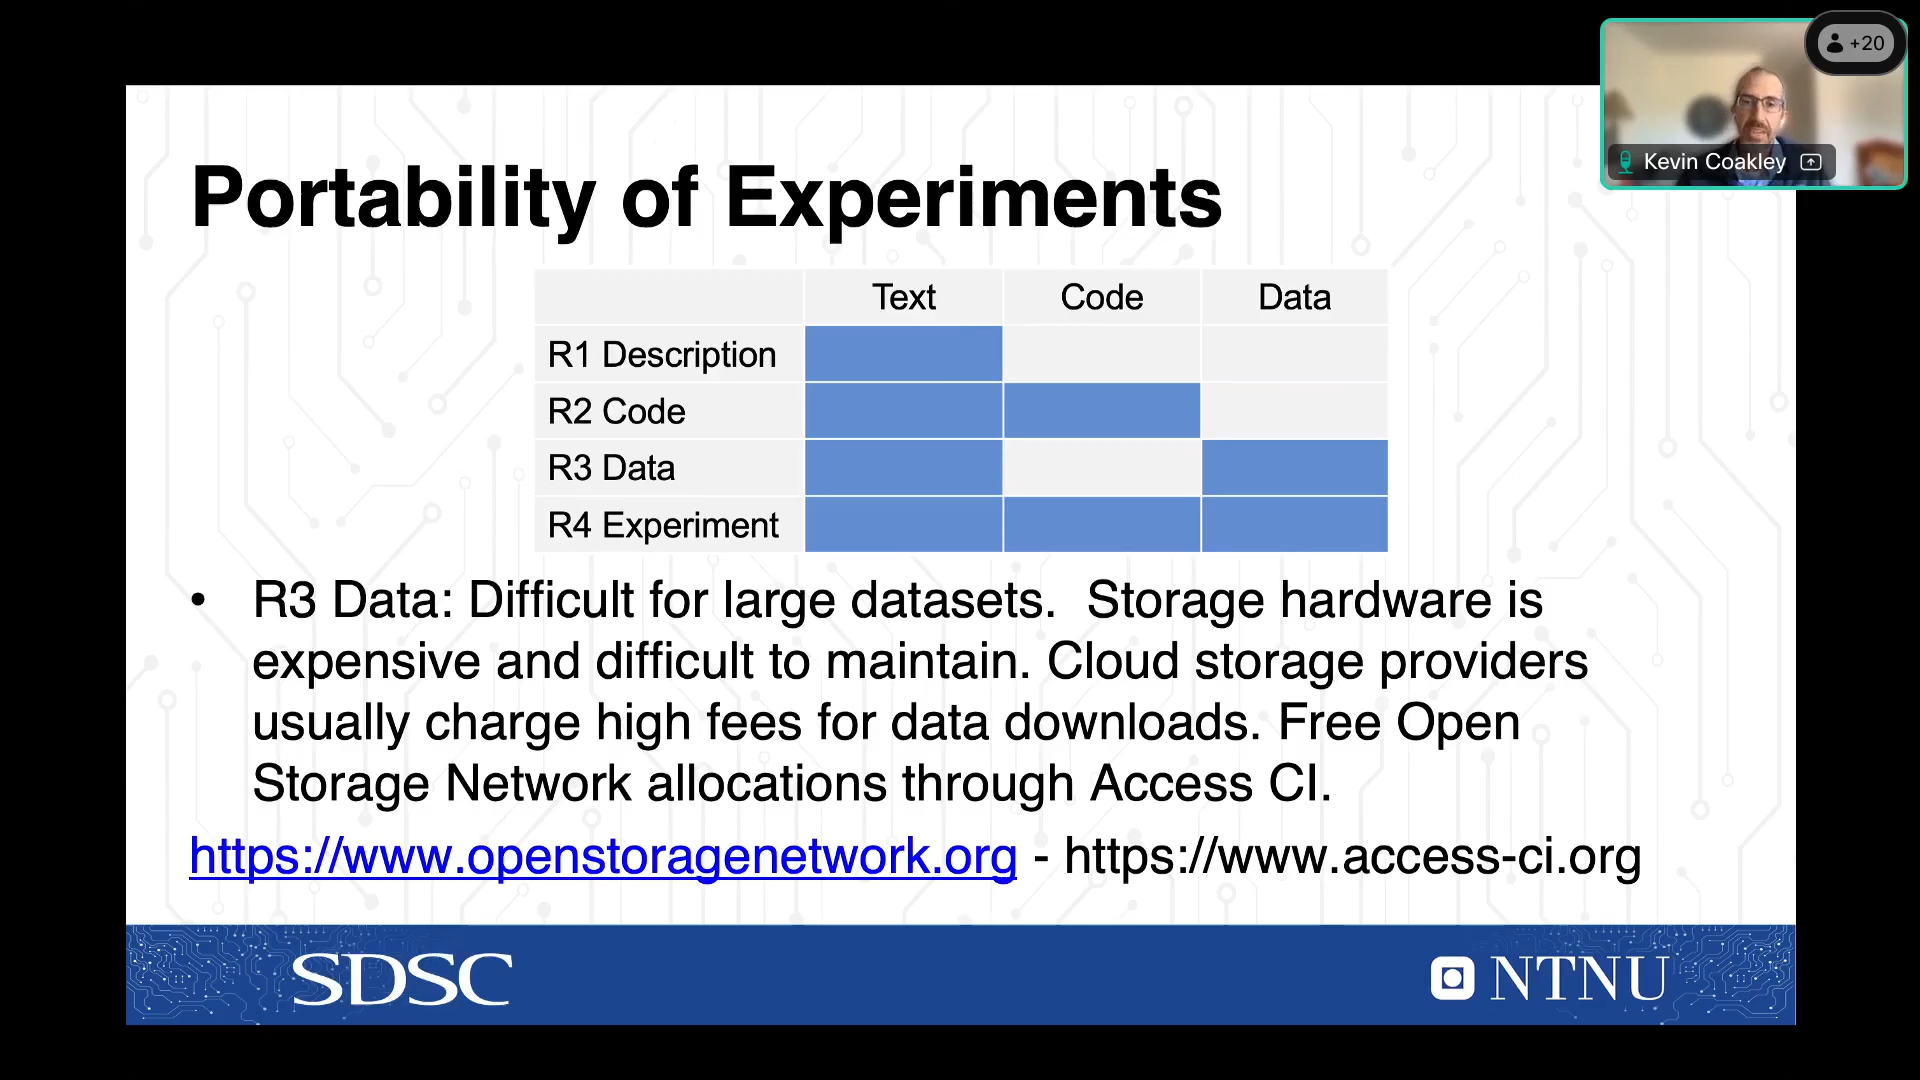 +20
Kevin Coakley
Portability of Experiments
Text Code Data
R1 Description
R2 Code
R3 Data
R4 Experiment
• R3 Data: Difficult for large datasets.  Storage hardware is
expensive and difficult to maintain. Cloud storage providers
usually charge high fees for data downloads. Free Open
Storage Network allocations through Access CI.
https://www.openstoragenetwork.org - https://www.access-ci.org
SDSC NTNU